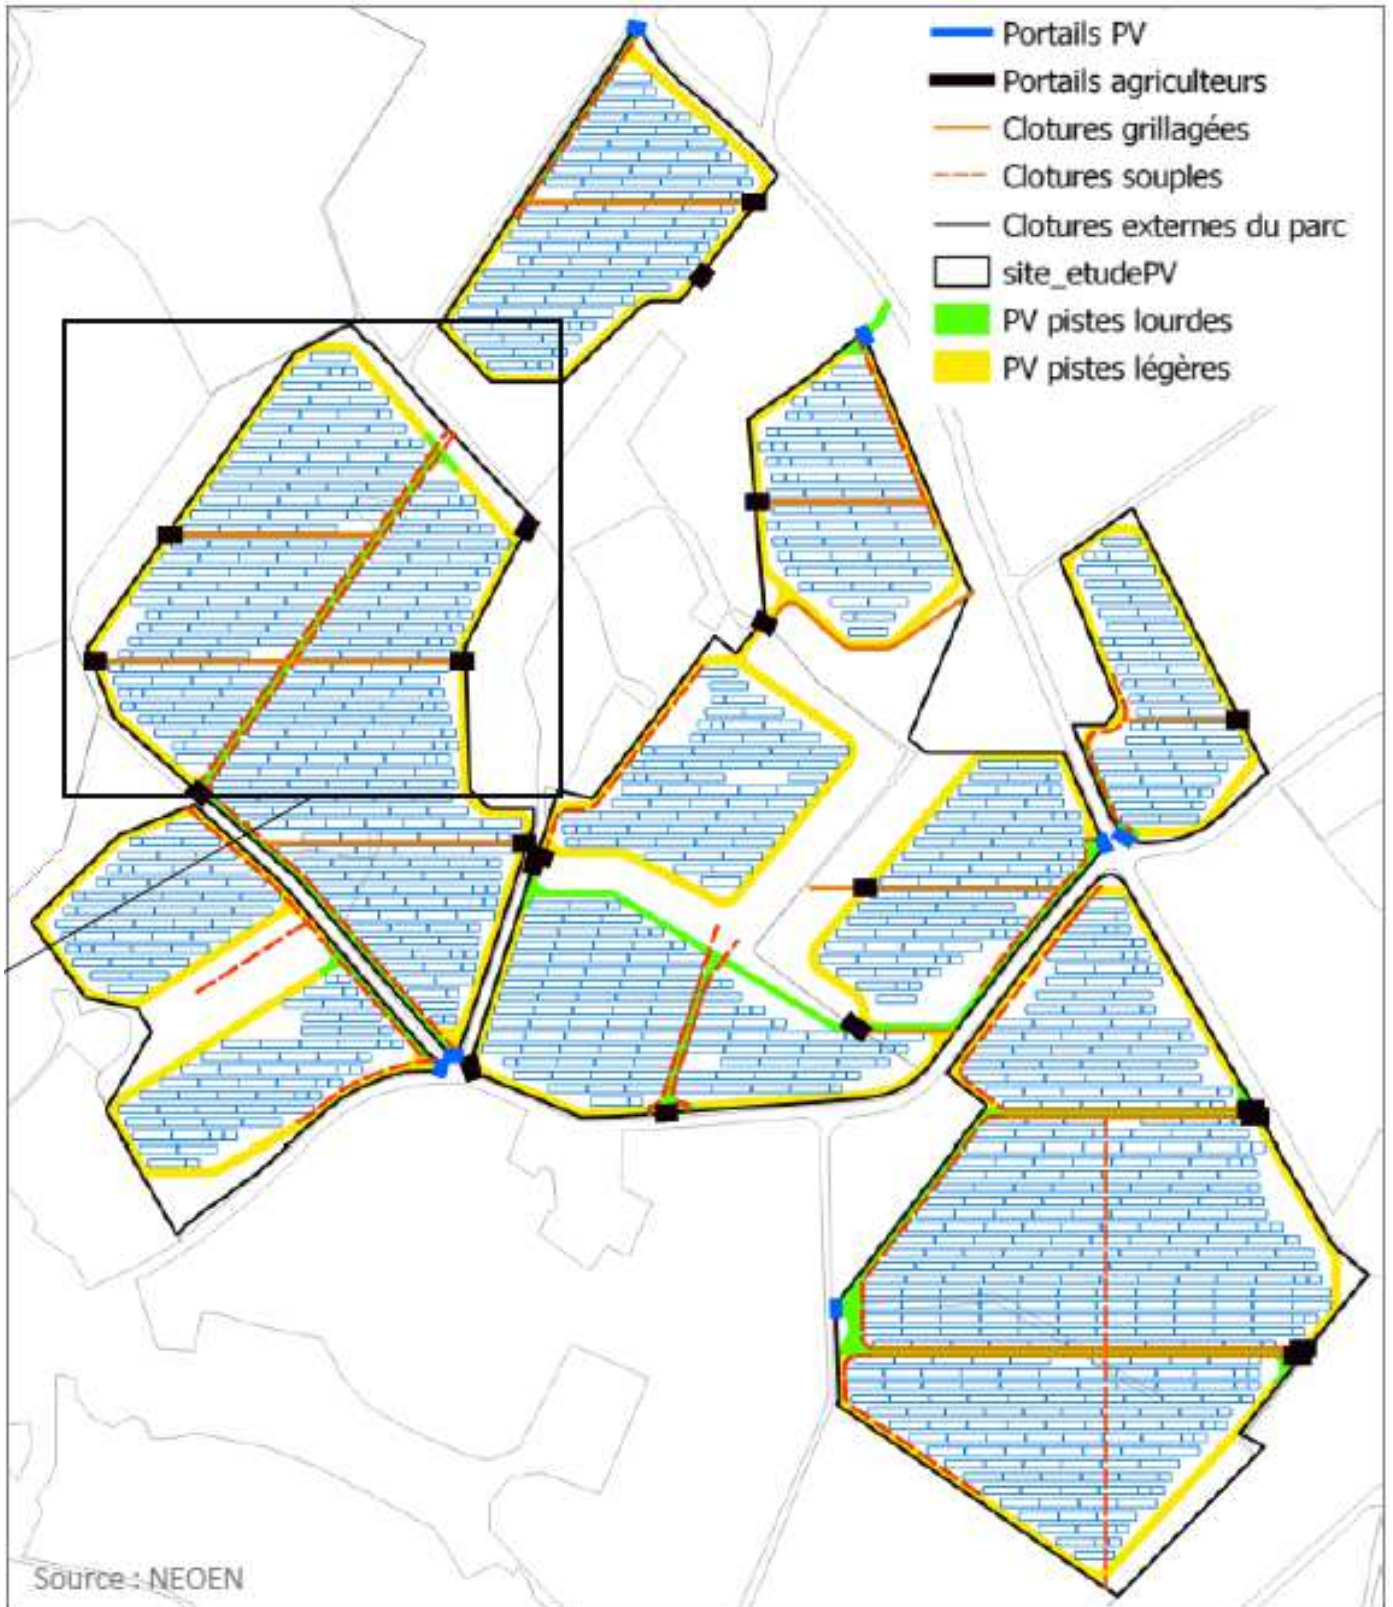 Portails PV
Portails agriculteurs
Clotures grillagées
Clotures souples
Clotures externes du parc
site_etudePV
PV pistes lourdes
PV pistes légères
Source : NEOEN